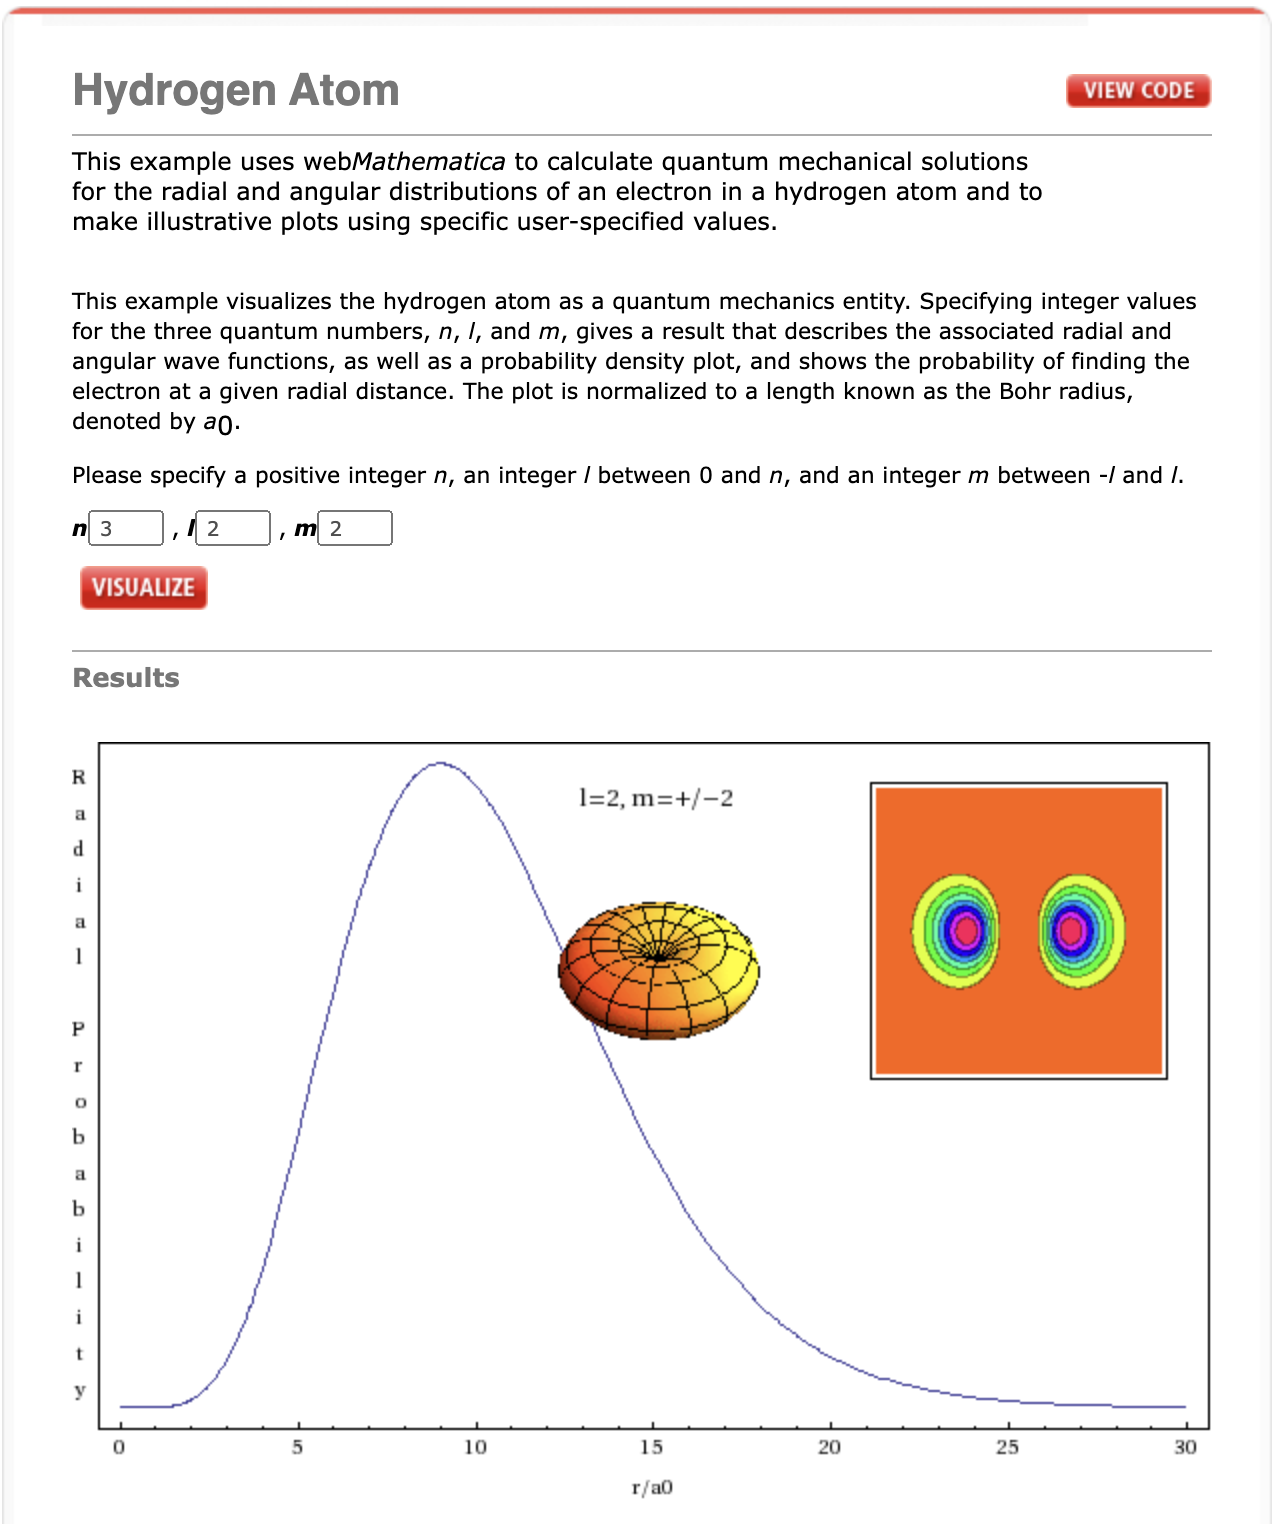 Hydrogen Atom
VIEW CODE
This example uses webMathematica to calculate quantum mechanical solutions
for the radial and angular distributions of an electron in a hydrogen atom and to
make illustrative plots using specific user-specified values.
This example visualizes the hydrogen atom as a quantum mechanics entity. Specifying integer values
for the three quantum numbers, n, l, and m, gives a result that describes the associated radial and
angular wave functions, as well as a probability density plot, and shows the probability of finding the
electron at a given radial distance. The plot is normalized to a length known as the Bohr radius,
denoted by a0.
Please specify a positive integer n, an integer l between 0 and n, and an integer m between -l and l.
n 3 , l 2 , m 2
VISUALIZE
Results
Radial Probability
l=2, m=+/−2
0 5 10 15 20 25 30
r/a0